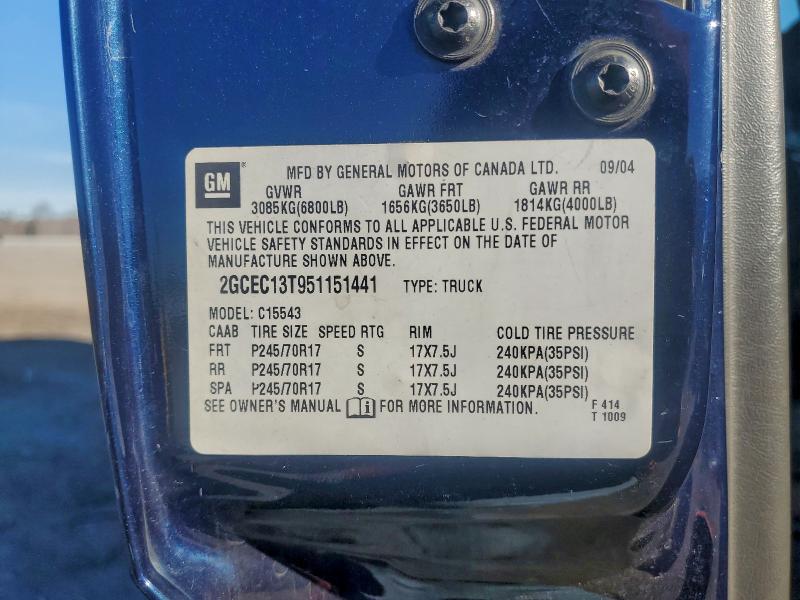 GM ® MFD BY GENERAL MOTORS OF CANADA LTD. 09/04
GVWR GAWR FRT GAWR RR
3085KG(6800LB) 1656KG(3650LB) 1814KG(4000LB)
THIS VEHICLE CONFORMS TO ALL APPLICABLE U.S. FEDERAL MOTOR
VEHICLE SAFETY STANDARDS IN EFFECT ON THE DATE OF
MANUFACTURE SHOWN ABOVE.
2GCEC13T951151441 TYPE: TRUCK
MODEL: C15543
CAAB TIRE SIZE SPEED RTG RIM COLD TIRE PRESSURE
FRT P245/70R17 S 17X7.5J 240KPA(35PSI)
RR P245/70R17 S 17X7.5J 240KPA(35PSI)
SPA P245/70R17 S 17X7.5J 240KPA(35PSI)
SEE OWNER'S MANUAL i FOR MORE INFORMATION.
F 414
T 1009